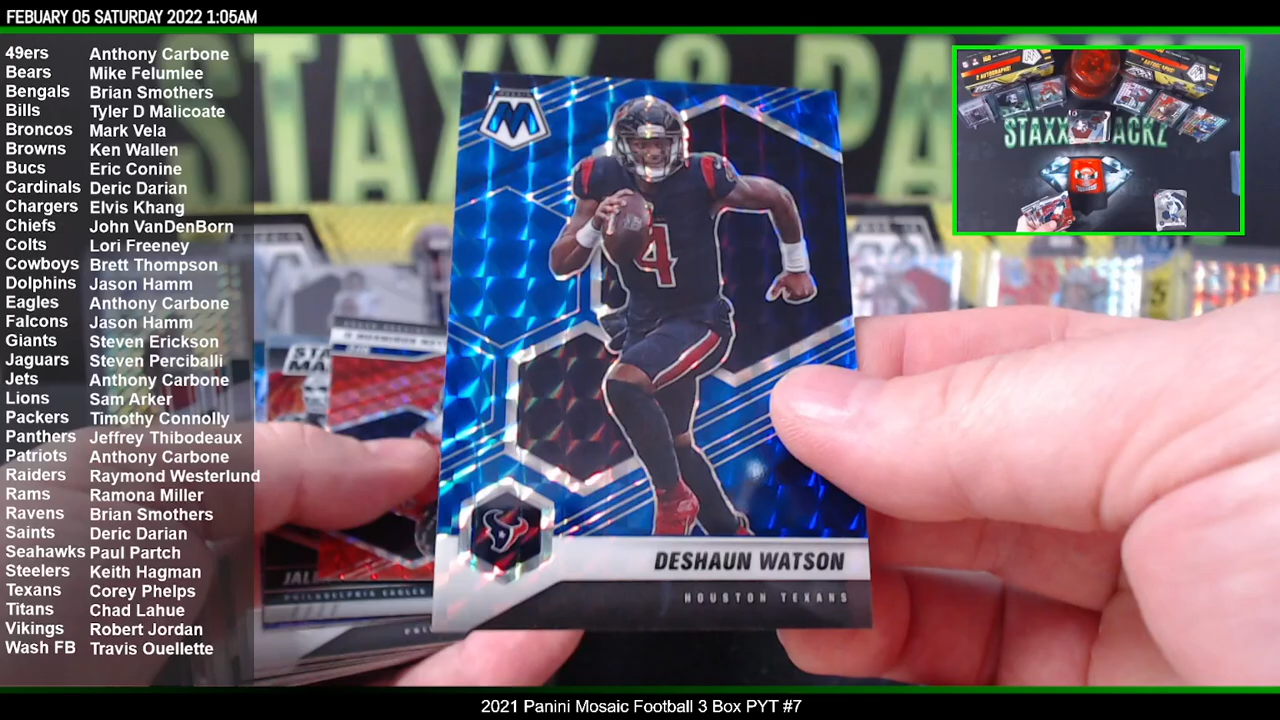 FEBUARY 05 SATURDAY 2022 1:05AM
49ers Anthony Carbone
Bears Mike Felumlee
Bengals Brian Smothers
Bills Tyler D Malicoate
Broncos Mark Vela
Browns Ken Wallen
Bucs Eric Conine
Cardinals Deric Darian
Chargers Elvis Khang
Chiefs John VanDenBorn
Colts Lori Freeney
Cowboys Brett Thompson
Dolphins Jason Hamm
Eagles Anthony Carbone
Falcons Jason Hamm
Giants Steven Erickson
Jaguars Steven Perciballi
Jets Anthony Carbone
Lions Sam Arker
Packers Timothy Connolly
Panthers Jeffrey Thibodeaux
Patriots Anthony Carbone
Raiders Raymond Westerlund
Rams Ramona Miller
Ravens Brian Smothers
Saints Deric Darian
Seahawks Paul Partch
Steelers Keith Hagman
Texans Corey Phelps
Titans Chad Lahue
Vikings Robert Jordan
Wash FB Travis Ouellette
M
4
DESHAUN WATSON
HOUSTON TEXANS
PHILADELPHIA EAGLES
2 AUTOGRAPHS!
2021 Panini Mosaic Football 3 Box PYT #7